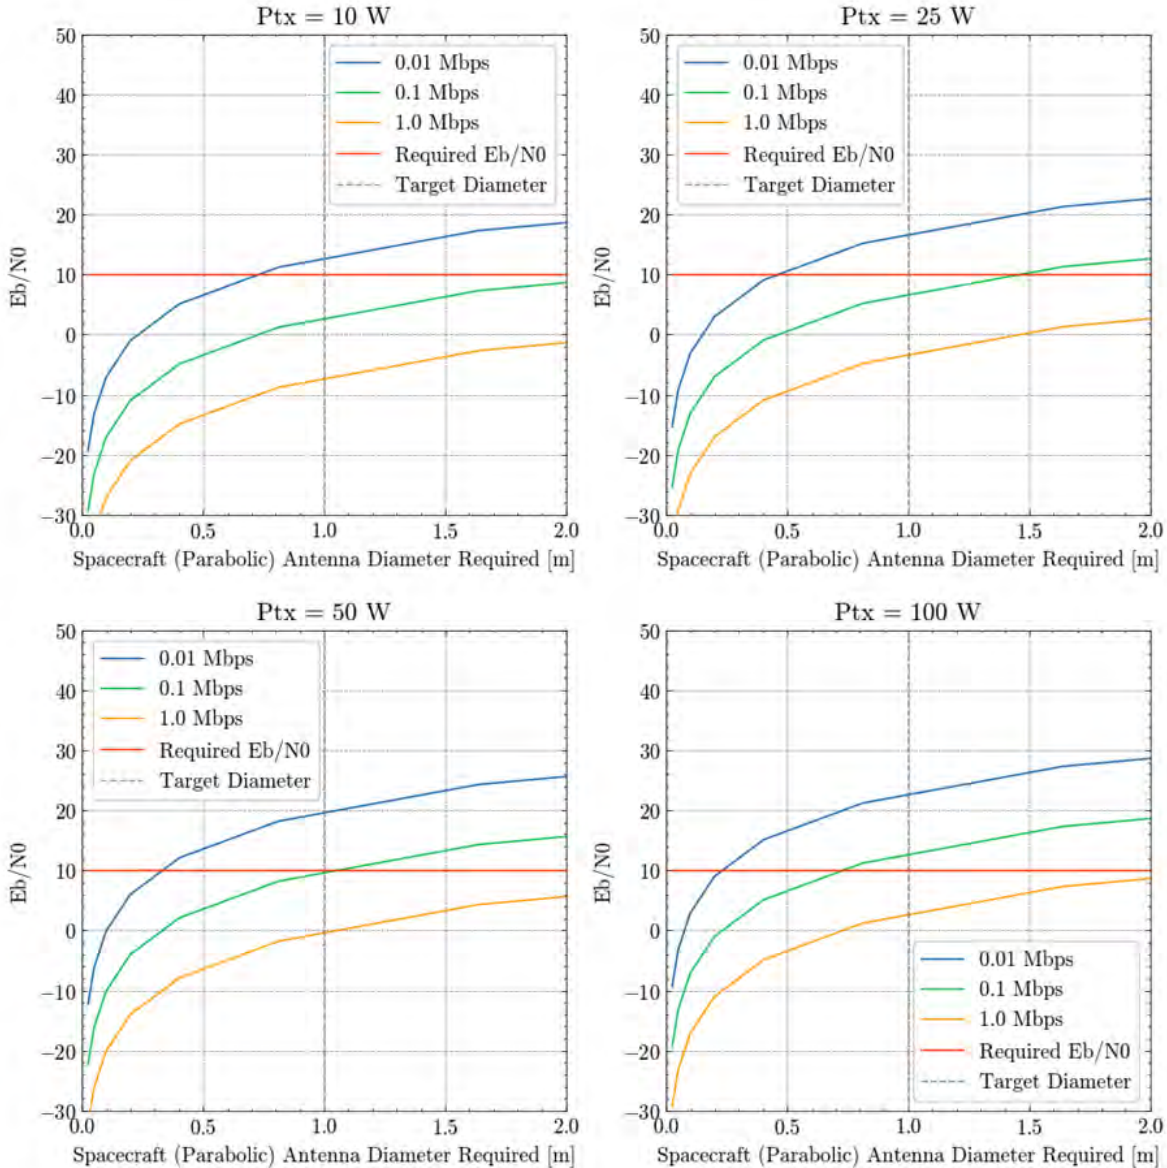 Ptx = 10 W
50
40
30
20
10
0
−10
−20
−30
Eb/N0
0.01 Mbps
0.1 Mbps
1.0 Mbps
Required Eb/N0
Target Diameter
0.0 0.5 1.0 1.5 2.0
Spacecraft (Parabolic) Antenna Diameter Required [m]
Ptx = 25 W
50
40
30
20
10
0
−10
−20
−30
Eb/N0
0.01 Mbps
0.1 Mbps
1.0 Mbps
Required Eb/N0
Target Diameter
0.0 0.5 1.0 1.5 2.0
Spacecraft (Parabolic) Antenna Diameter Required [m]
Ptx = 50 W
50
40
30
20
10
0
−10
−20
−30
Eb/N0
0.01 Mbps
0.1 Mbps
1.0 Mbps
Required Eb/N0
Target Diameter
0.0 0.5 1.0 1.5 2.0
Spacecraft (Parabolic) Antenna Diameter Required [m]
Ptx = 100 W
50
40
30
20
10
0
−10
−20
−30
Eb/N0
0.01 Mbps
0.1 Mbps
1.0 Mbps
Required Eb/N0
Target Diameter
0.0 0.5 1.0 1.5 2.0
Spacecraft (Parabolic) Antenna Diameter Required [m]